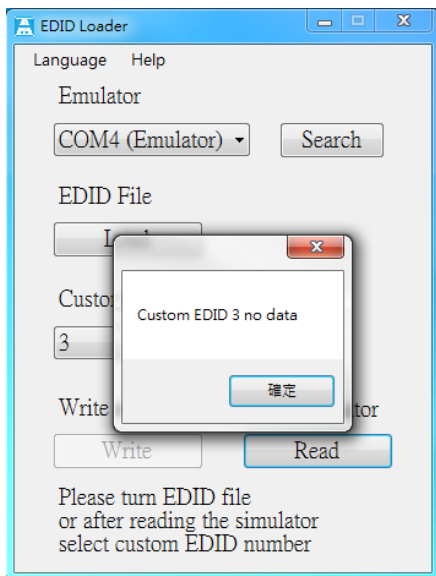 EDID Loader
Language Help
Emulator
COM4 (Emulator) Search
EDID File
Custom EDID 3 no data
3
確定
Write
Write Read
Please turn EDID file
or after reading the simulator
select custom EDID number